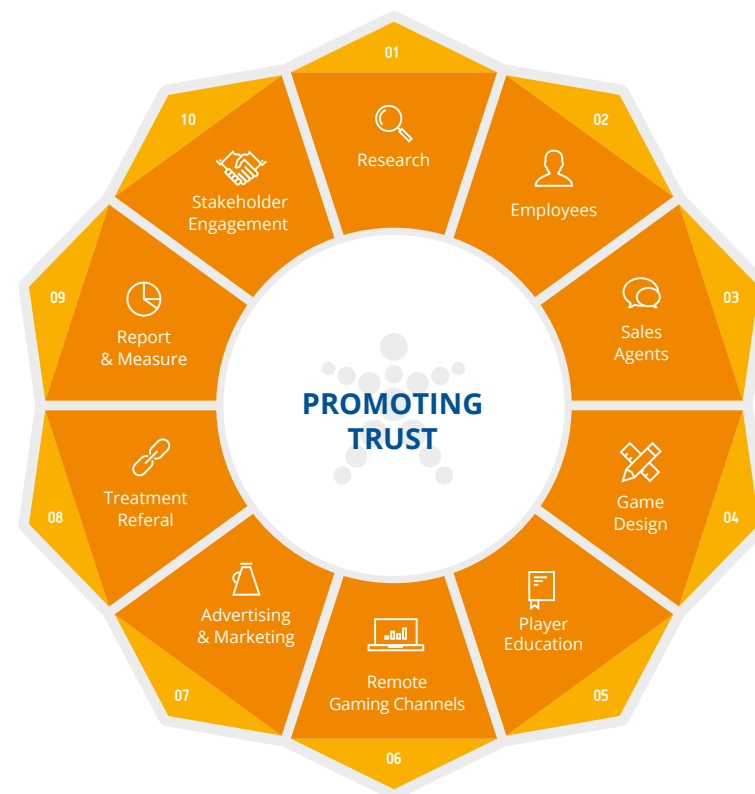 01
Research
02
Employees
03
Sales
Agents
04
Game
Design
05
Player
Education
06
Remote
Gaming Channels
07
Advertising
& Marketing
08
Treatment
Referal
09
Report
& Measure
10
Stakeholder
Engagement
PROMOTING
TRUST